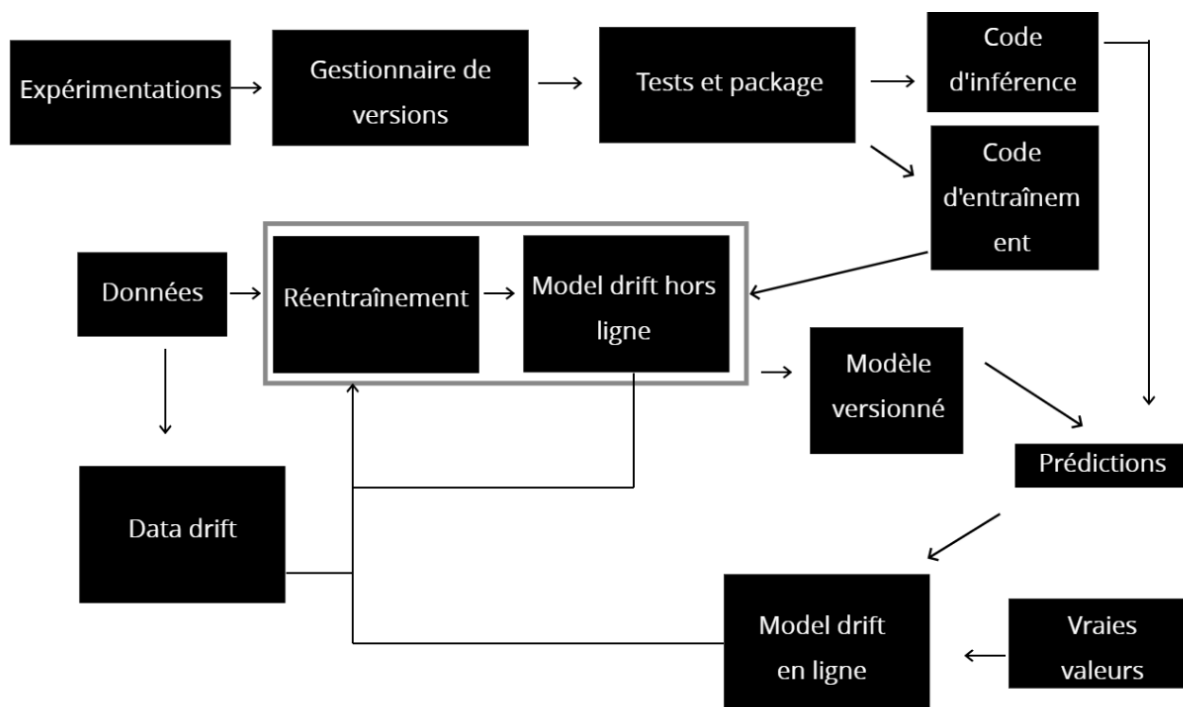 Expérimentations
Gestionnaire de
versions
Tests et package
Code
d'inférence
Code
d'entraînem
ent
Données
Réentraînement
Model drift hors
ligne
Modèle
versionné
Prédictions
Data drift
Model drift
en ligne
Vraies
valeurs